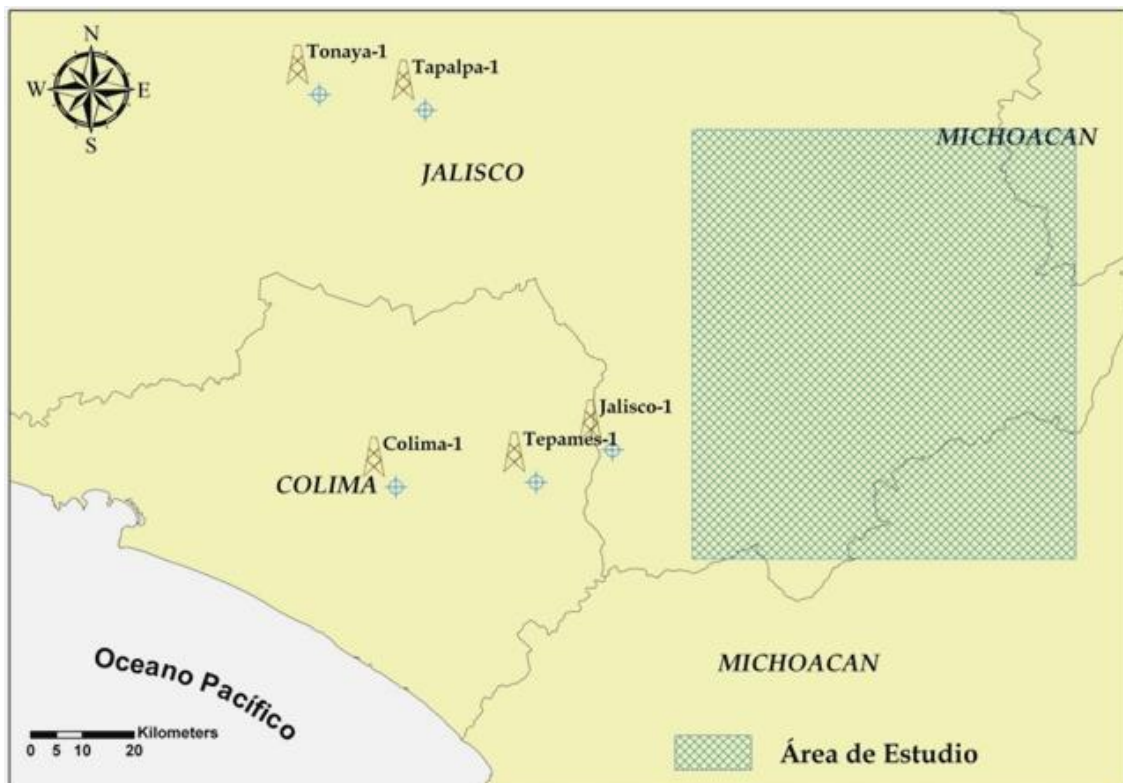 N
Tonaya-1
Tapalpa-1
W E
S
MICHOACAN
JALISCO
Jalisco-1
Colima-1
Tepames-1
COLIMA
Oceano Pacífico
MICHOACAN
Kilometers
0 5 10 20
Área de Estudio